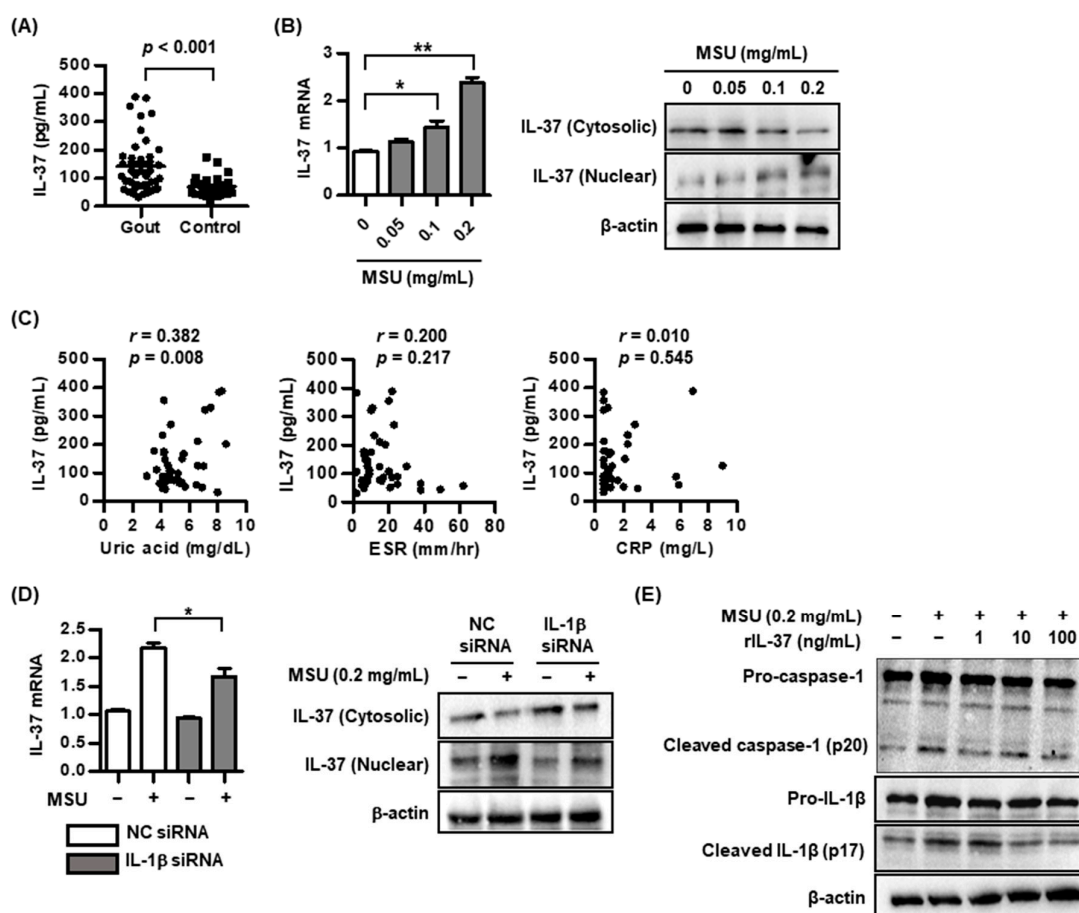 (A)
p < 0.001
500
400
300
200
100
0
IL-37 (pg/mL)
Gout Control
(B)
**
*
3
2
1
0
IL-37 mRNA
0 0.05 0.1 0.2
MSU (mg/mL)
MSU (mg/mL)
0 0.05 0.1 0.2
IL-37 (Cytosolic)
IL-37 (Nuclear)
β-actin
(C)
r = 0.382
p = 0.008
500
400
300
200
100
0
IL-37 (pg/mL)
0 2 4 6 8 10
Uric acid (mg/dL)
r = 0.200
p = 0.217
500
400
300
200
100
0
IL-37 (pg/mL)
0 20 40 60 80
ESR (mm/hr)
r = 0.010
p = 0.545
500
400
300
200
100
0
IL-37 (pg/mL)
0 2 4 6 8 10
CRP (mg/L)
(D)
*
2.5
2.0
1.5
1.0
0.5
0.0
IL-37 mRNA
MSU – + – +
NC siRNA
IL-1β siRNA
NC IL-1β
siRNA siRNA
MSU (0.2 mg/mL) – + – +
IL-37 (Cytosolic)
IL-37 (Nuclear)
β-actin
(E)
MSU (0.2 mg/mL) – + + + +
rIL-37 (ng/mL) – – 1 10 100
Pro-caspase-1
Cleaved caspase-1 (p20)
Pro-IL-1β
Cleaved IL-1β (p17)
β-actin